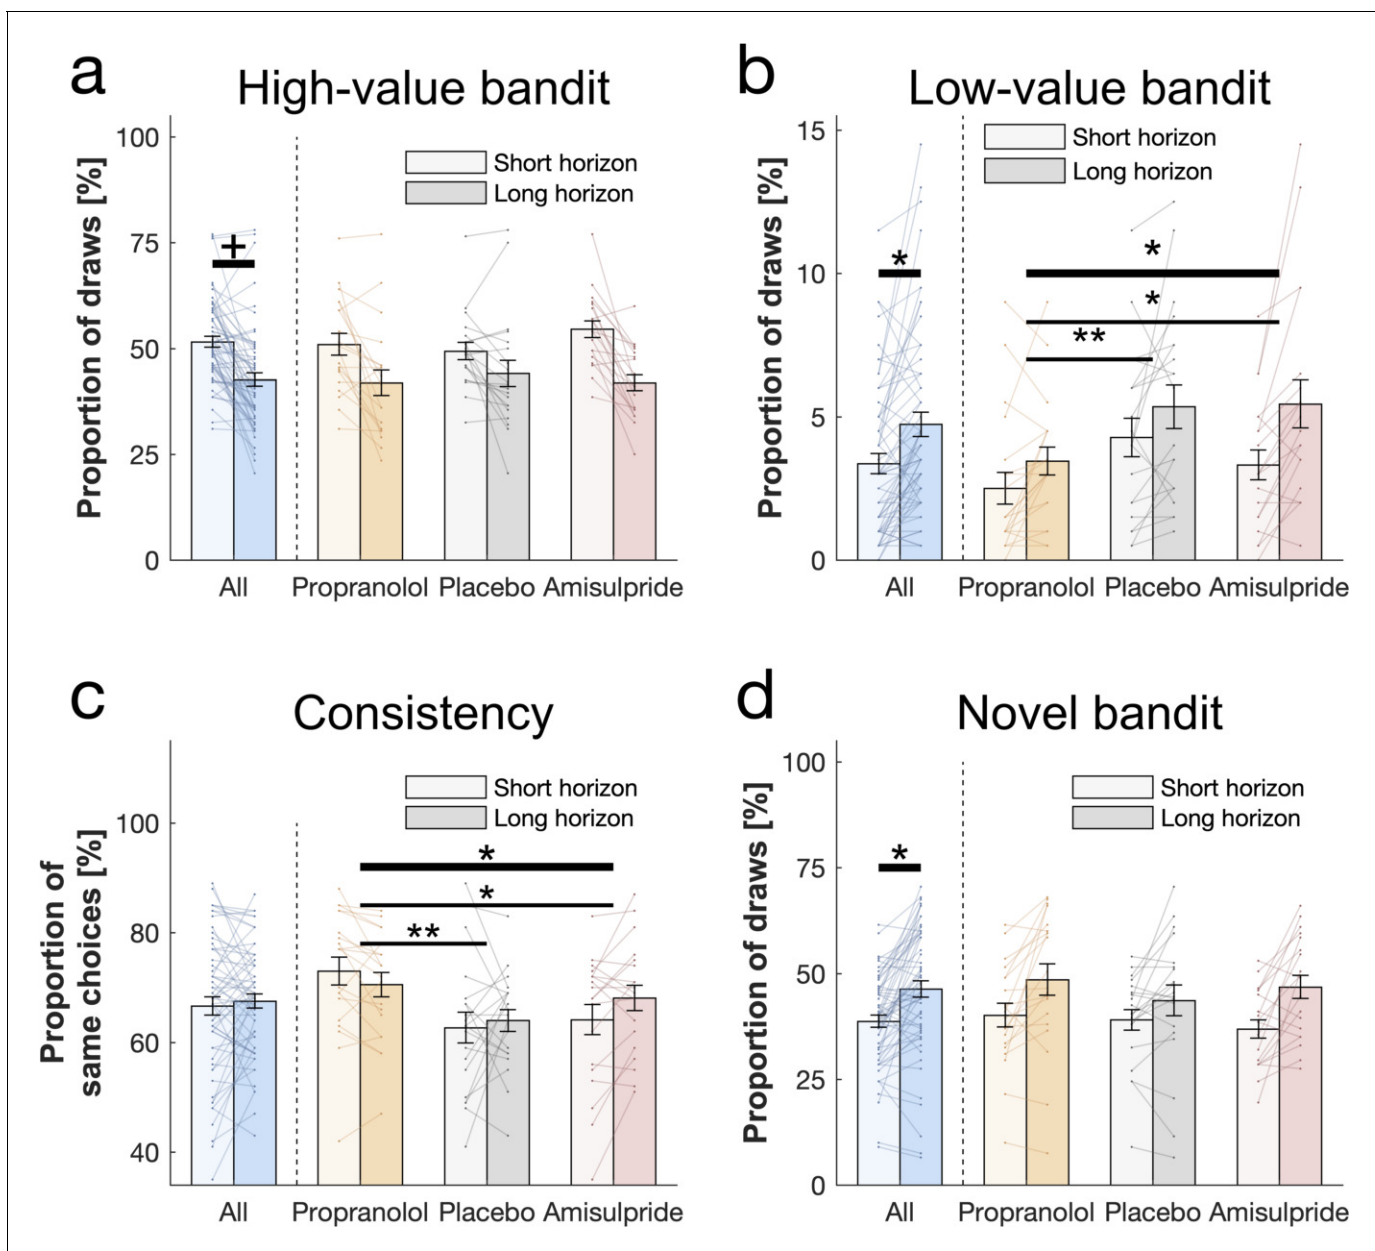 a
High-value bandit
Proportion of draws [%]
100
75
50
25
0
Short horizon
Long horizon
+
All
Propranolol
Placebo
Amisulpride
b
Low-value bandit
Proportion of draws [%]
15
10
5
0
Short horizon
Long horizon
*
*
*
**
All
Propranolol
Placebo
Amisulpride
c
Consistency
Proportion of
same choices [%]
100
80
60
40
Short horizon
Long horizon
*
*
**
All
Propranolol
Placebo
Amisulpride
d
Novel bandit
Proportion of draws [%]
100
75
50
25
0
Short horizon
Long horizon
*
All
Propranolol
Placebo
Amisulpride